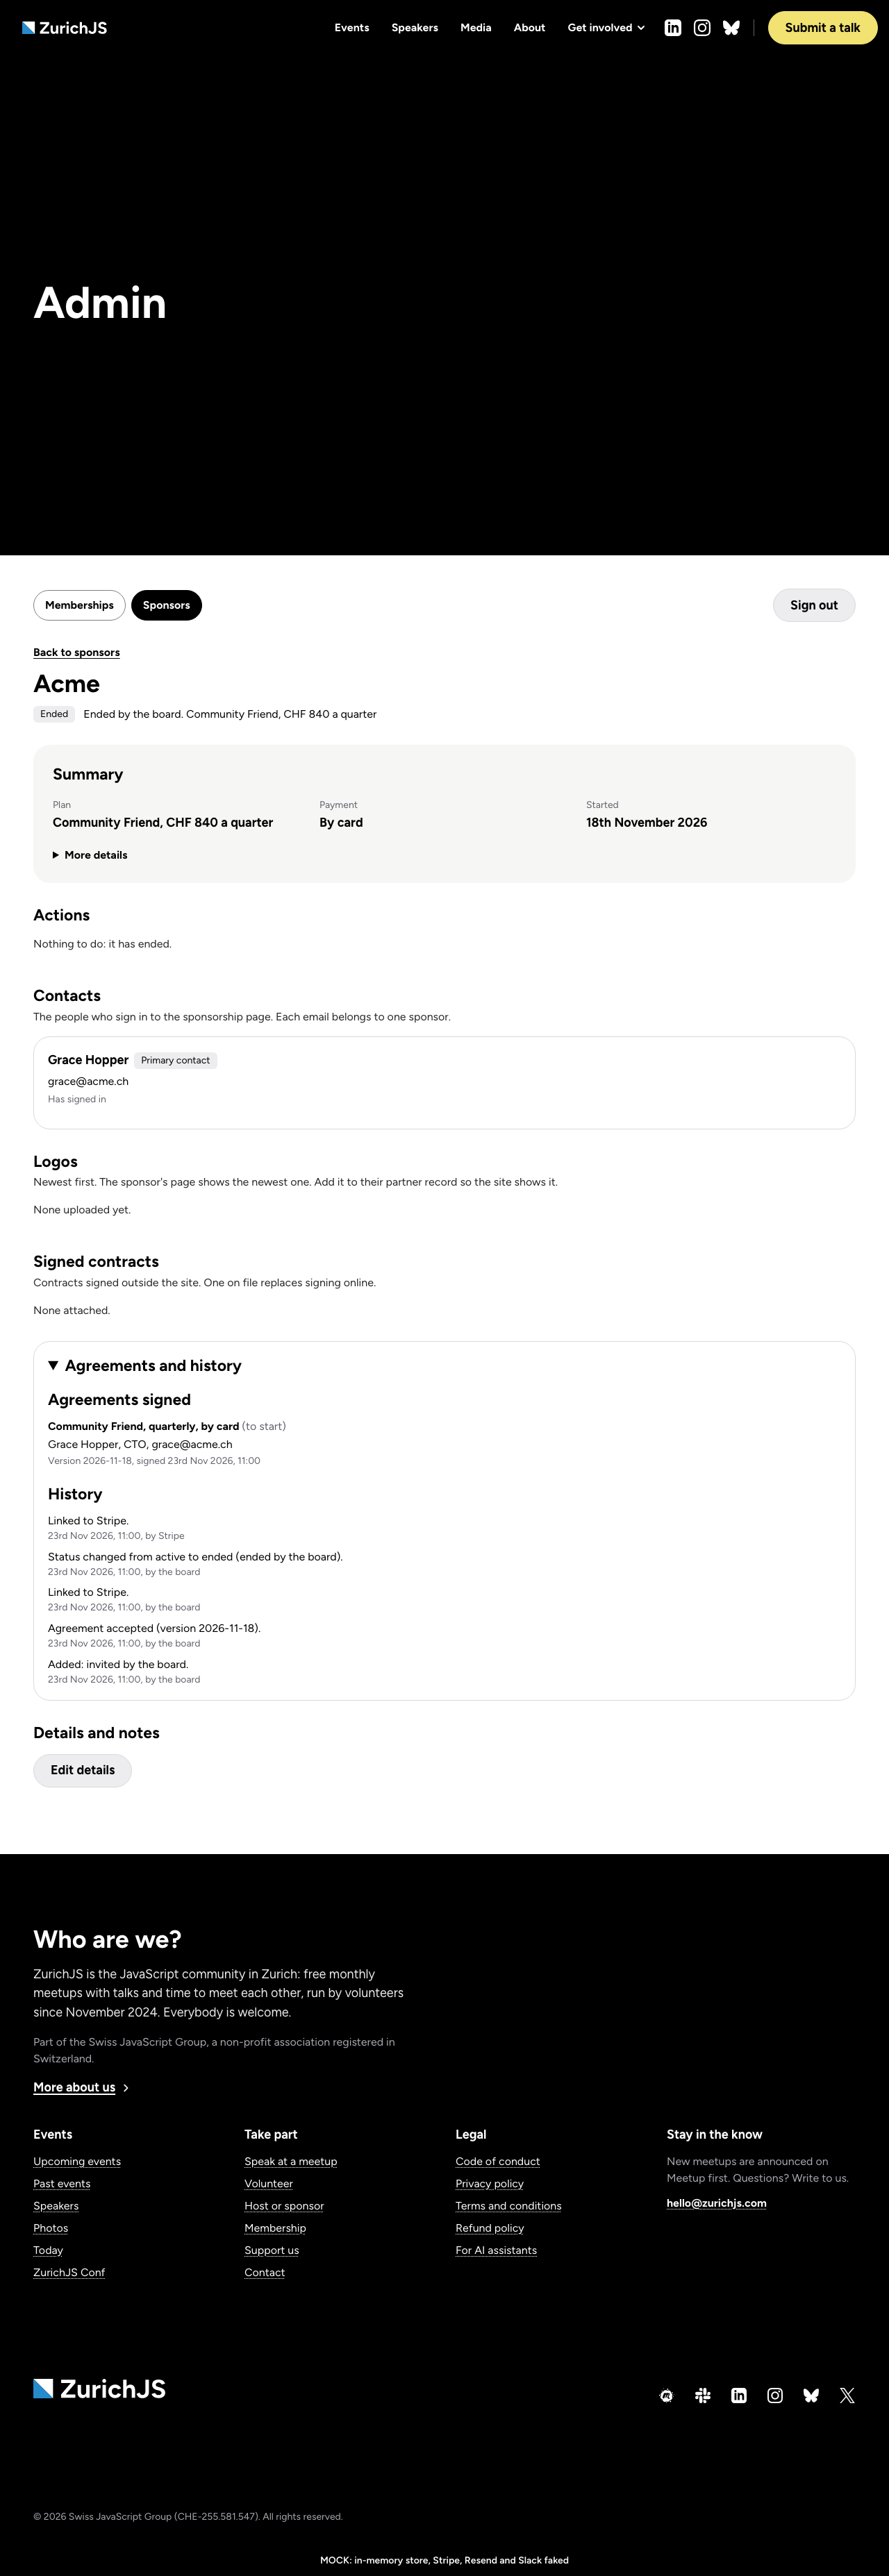 ZurichJS
Events
Speakers
Media
About
Get involved
Submit a talk
Admin
Memberships
Sponsors
Sign out
Back to sponsors
Acme
Ended
Ended by the board. Community Friend, CHF 840 a quarter
Summary
Plan
Community Friend, CHF 840 a quarter
Payment
By card
Started
18th November 2026
More details
Actions
Nothing to do: it has ended.
Contacts
The people who sign in to the sponsorship page. Each email belongs to one sponsor.
Grace Hopper
Primary contact
grace@acme.ch
Has signed in
Logos
Newest first. The sponsor's page shows the newest one. Add it to their partner record so the site shows it.
None uploaded yet.
Signed contracts
Contracts signed outside the site. One on file replaces signing online.
None attached.
Agreements and history
Agreements signed
Community Friend, quarterly, by card (to start)
Grace Hopper, CTO, grace@acme.ch
Version 2026-11-18, signed 23rd Nov 2026, 11:00
History
Linked to Stripe.
23rd Nov 2026, 11:00, by Stripe
Status changed from active to ended (ended by the board).
23rd Nov 2026, 11:00, by the board
Linked to Stripe.
23rd Nov 2026, 11:00, by the board
Agreement accepted (version 2026-11-18).
23rd Nov 2026, 11:00, by the board
Added: invited by the board.
23rd Nov 2026, 11:00, by the board
Details and notes
Edit details
Who are we?
ZurichJS is the JavaScript community in Zurich: free monthly
meetups with talks and time to meet each other, run by volunteers
since November 2024. Everybody is welcome.
Part of the Swiss JavaScript Group, a non-profit association registered in
Switzerland.
More about us
Events
Upcoming events
Past events
Speakers
Photos
Today
ZurichJS Conf
Take part
Speak at a meetup
Volunteer
Host or sponsor
Membership
Support us
Contact
Legal
Code of conduct
Privacy policy
Terms and conditions
Refund policy
For AI assistants
Stay in the know
New meetups are announced on
Meetup first. Questions? Write to us.
hello@zurichjs.com
ZurichJS
© 2026 Swiss JavaScript Group (CHE-255.581.547). All rights reserved.
MOCK: in-memory store, Stripe, Resend and Slack faked